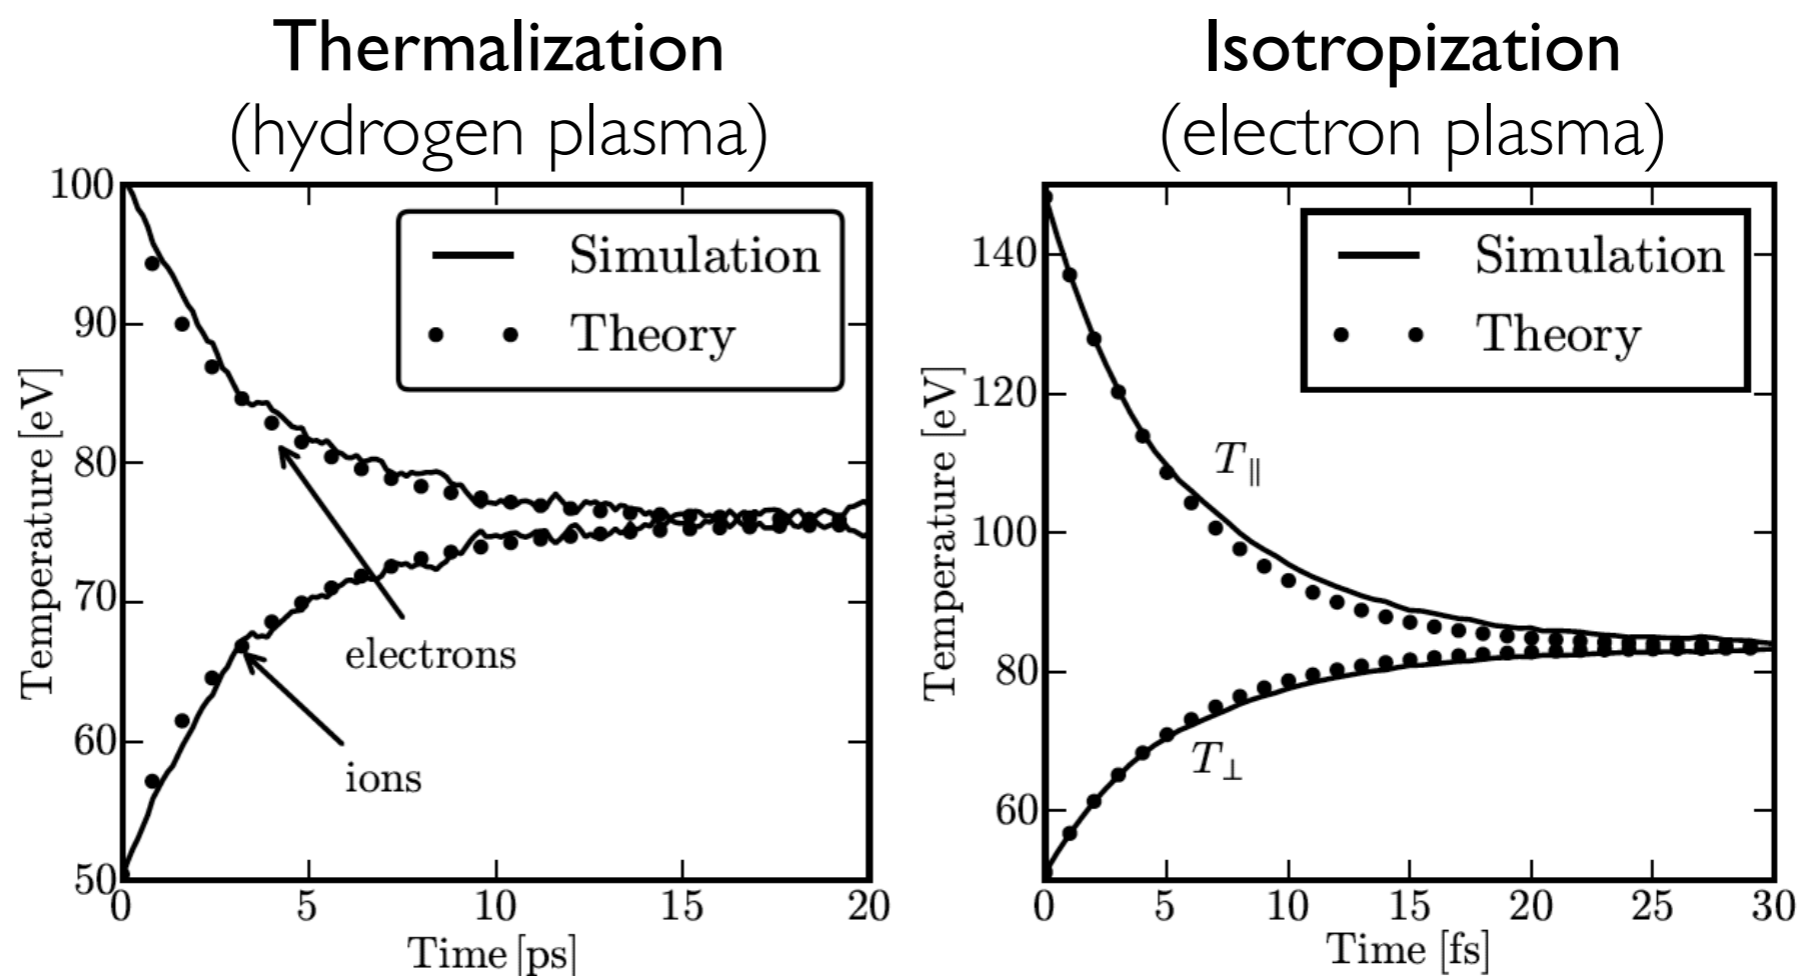 Thermalization
(hydrogen plasma)
100
90
80
70
60
50
Temperature [eV]
Simulation
Theory
electrons
ions
0
5
10
15
20
Time [ps]
Isotropization
(electron plasma)
140
120
100
80
60
Temperature [eV]
Simulation
Theory
T∥
T⊥
0
5
10
15
20
25
30
Time [fs]